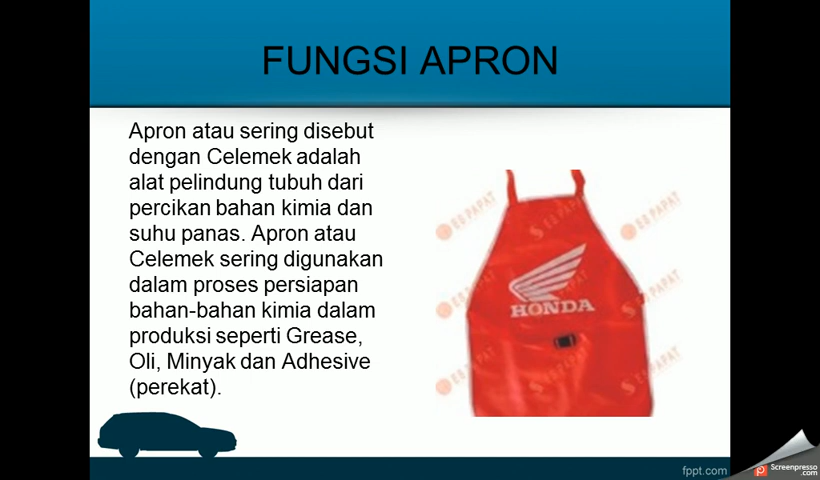 FUNGSI APRON
Apron atau sering disebut
dengan Celemek adalah
alat pelindung tubuh dari
percikan bahan kimia dan
suhu panas. Apron atau
Celemek sering digunakan
dalam proses persiapan
bahan-bahan kimia dalam
produksi seperti Grease,
Oli, Minyak dan Adhesive
(perekat).
HONDA
fppt.com
Screenpresso
.com